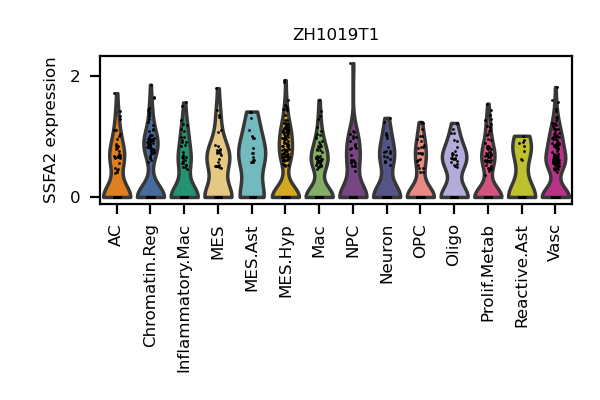 ZH1019T1
SSFA2 expression
2
0
AC
Chromatin.Reg
Inflammatory.Mac
MES
MES.Ast
MES.Hyp
Mac
NPC
Neuron
OPC
Oligo
Prolif.Metab
Reactive.Ast
Vasc